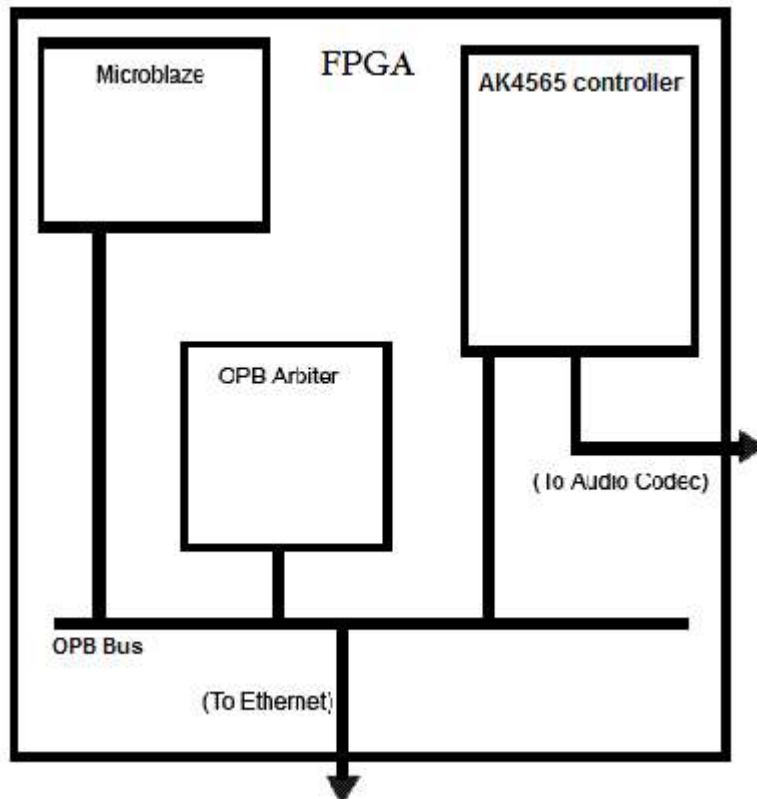 FPGA
Microblaze
AK4565 controller
OPB Arbiter
(To Audio Codec)
OPB Bus
(To Ethernet)